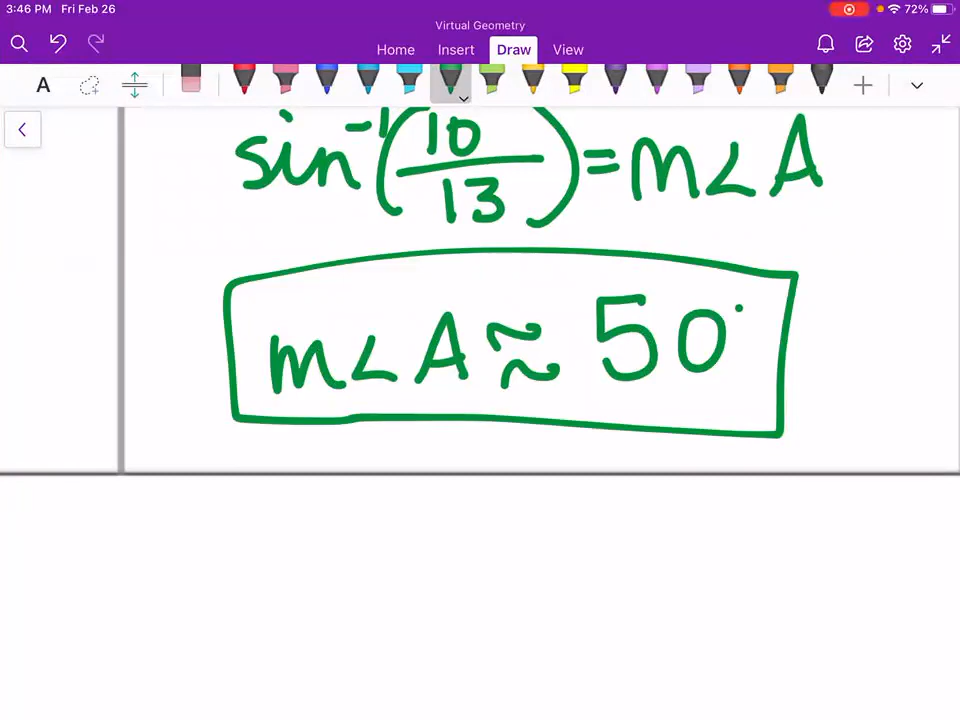 3:46 PM Fri Feb 26 72%
Virtual Geometry
Home Insert Draw View
A
sin⁻¹(10/13) = m∠A
m∠A ≈ 50°